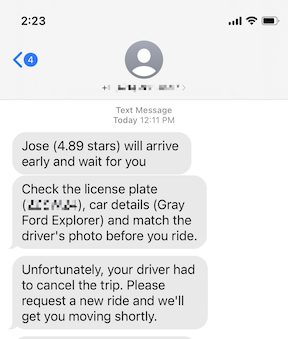 2:23
4
Text Message
Today 12:11 PM
Jose (4.89 stars) will arrive
early and wait for you
Check the license plate
(), car details (Gray
Ford Explorer) and match the
driver's photo before you ride.
Unfortunately, your driver had
to cancel the trip. Please
request a new ride and we'll
get you moving shortly.